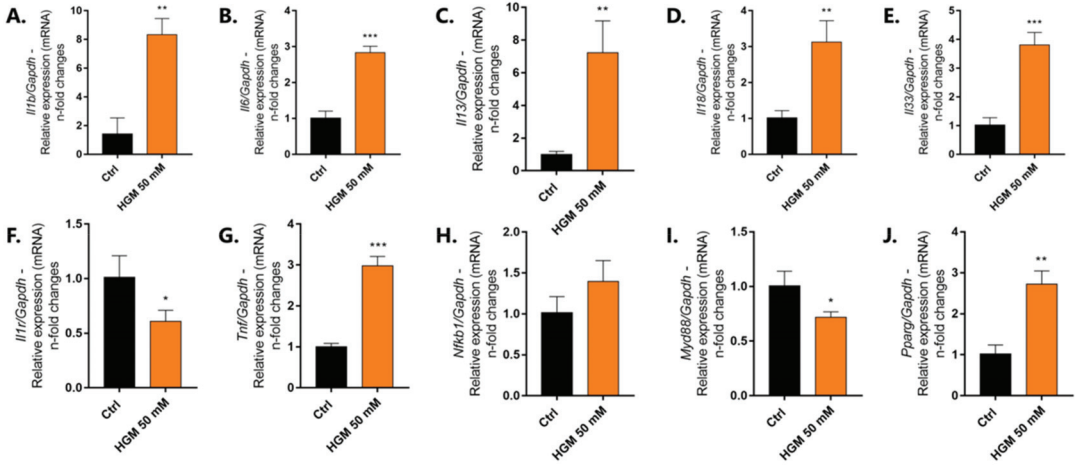 A.
Il1b/Gapdh -
Relative expression (mRNA)
n-fold changes
10
8
6
4
2
0
**
Ctrl
HGM 50 mM
B.
Il6/Gapdh -
Relative expression (mRNA)
n-fold changes
4
3
2
1
0
***
Ctrl
HGM 50 mM
C.
Il13/Gapdh -
Relative expression (mRNA)
n-fold changes
10
8
6
4
2
0
**
Ctrl
HGM 50 mM
D.
Il18/Gapdh -
Relative expression (mRNA)
n-fold changes
4
3
2
1
0
**
Ctrl
HGM 50 mM
E.
Il33/Gapdh -
Relative expression (mRNA)
n-fold changes
5
4
3
2
1
0
***
Ctrl
HGM 50 mM
F.
Il1r/Gapdh -
Relative expression (mRNA)
n-fold changes
1.5
1.0
0.5
0.0
*
Ctrl
HGM 50 mM
G.
Tnf/Gapdh -
Relative expression (mRNA)
n-fold changes
4
3
2
1
0
***
Ctrl
HGM 50 mM
H.
Nfkb1/Gapdh -
Relative expression (mRNA)
n-fold changes
2.0
1.5
1.0
0.5
0.0
Ctrl
HGM 50 mM
I.
Myd88/Gapdh -
Relative expression (mRNA)
n-fold changes
1.5
1.0
0.5
0.0
*
Ctrl
HGM 50 mM
J.
Pparg/Gapdh -
Relative expression (mRNA)
n-fold changes
4
3
2
1
0
**
Ctrl
HGM 50 mM